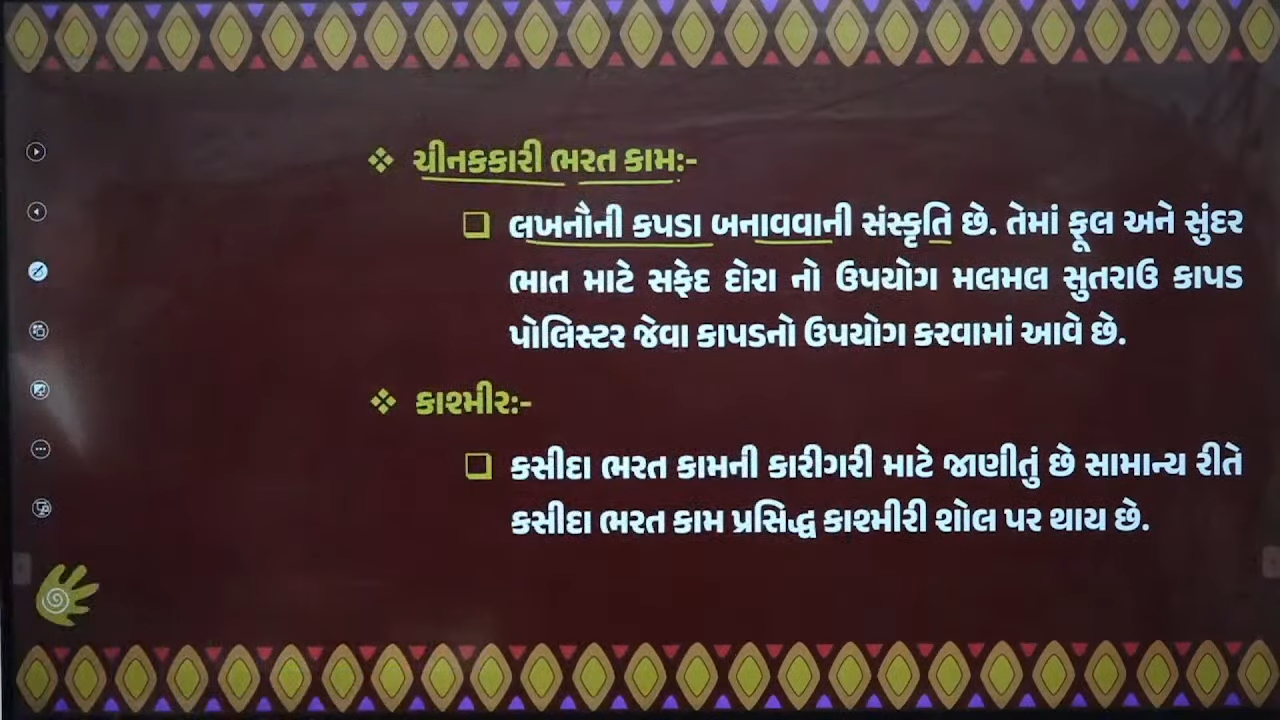 ચીનકકારી ભરત કામ:-
લખનૌની કપડા બનાવવાની સંસ્કૃતિ છે. તેમાં ફૂલ અને સુંદર
ભાત માટે સફેદ દોરા નો ઉપયોગ મલમલ સુતરાઉ કાપડ
પોલિસ્ટર જેવા કાપડનો ઉપયોગ કરવામાં આવે છે.
કાશ્મીર:-
કસીદા ભરત કામની કારીગરી માટે જાણીતું છે સામાન્ય રીતે
કસીદા ભરત કામ પ્રસિદ્ધ કાશ્મીરી શોલ પર થાય છે.